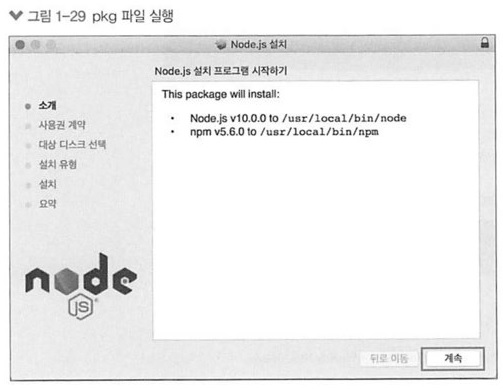 그림 1-29 pkg 파일 실행
Node.js 설치
Node.js 설치 프로그램 시작하기
소개
사용권 계약
대상 디스크 선택
설치 유형
설치
요약
This package will install:
• Node.js v10.0.0 to /usr/local/bin/node
• npm v5.6.0 to /usr/local/bin/npm
node
JS
뒤로 이동
계속